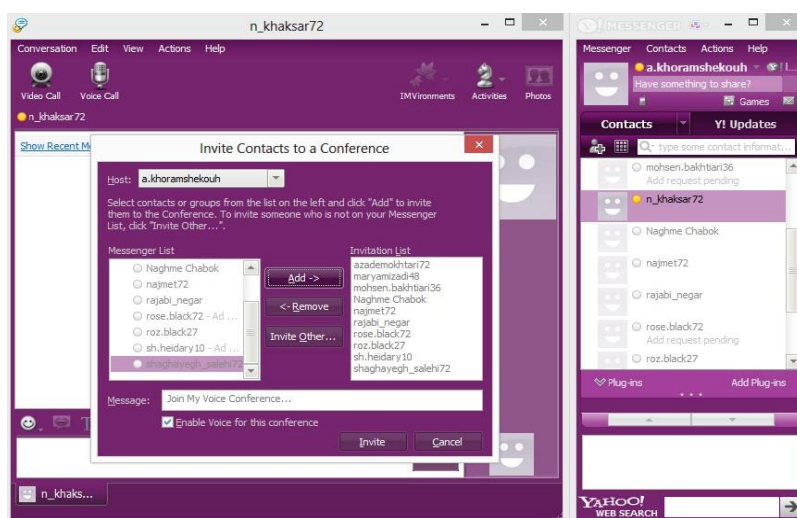 n_khaksar72
Conversation Edit View Actions Help
Video Call
Voice Call
IMVironments
Activities
Photos
n_khaksar72
Show Recent M
Invite Contacts to a Conference
Host: a.khoramshekouh
Select contacts or groups from the list on the left and click "Add" to invite
them to the Conference. To invite someone who is not on your Messenger
List, click "Invite Other...".
Messenger List
Naghme Chabok
najmet72
rajabi_negar
rose.black72 - Ad ...
roz.black27
sh.heidary10 - Ad ...
shaghayegh_salehi72
Add ->
<- Remove
Invite Other...
Invitation List
azademokhtari72
maryamizadi48
mohsen.bakhtiari36
Naghme Chabok
najmet72
rajabi_negar
rose.black72
roz.black27
sh.heidary10
shaghayegh_salehi72
Message: Join My Voice Conference...
Enable Voice for this conference
Invite
Cancel
n_khaks...
Y! MESSENGER
Messenger Contacts Actions Help
a.khoramshekouh
Have something to share?
Games
Contacts
Y! Updates
type some contact informat...
mohsen.bakhtiari36
Add request pending
n_khaksar72
Naghme Chabok
najmet72
rajabi_negar
rose.black72
Add request pending
roz.black27
Plug-ins
Add Plug-ins
YAHOO!
WEB SEARCH